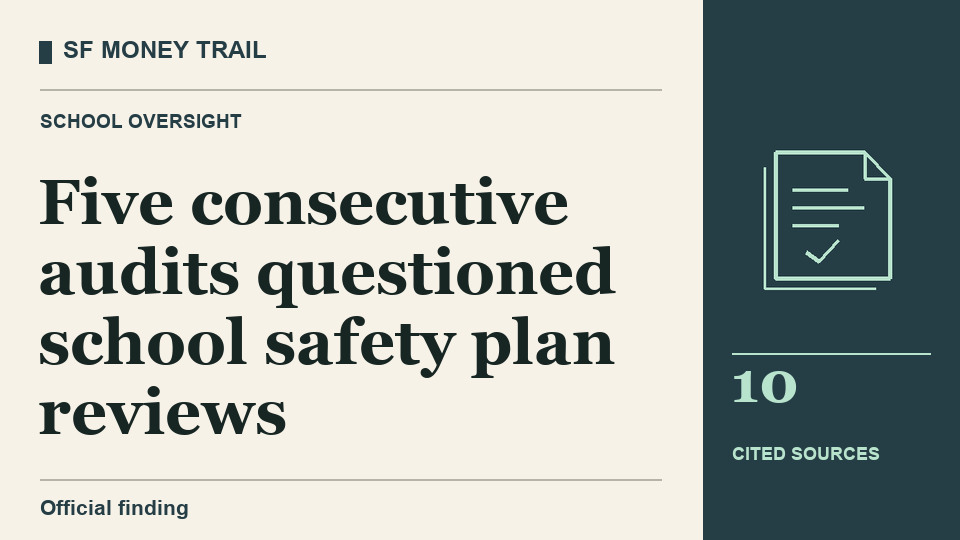 SF MONEY TRAIL
SCHOOL OVERSIGHT
Five consecutive
audits questioned
school safety plan
reviews
Official finding
10
CITED SOURCES